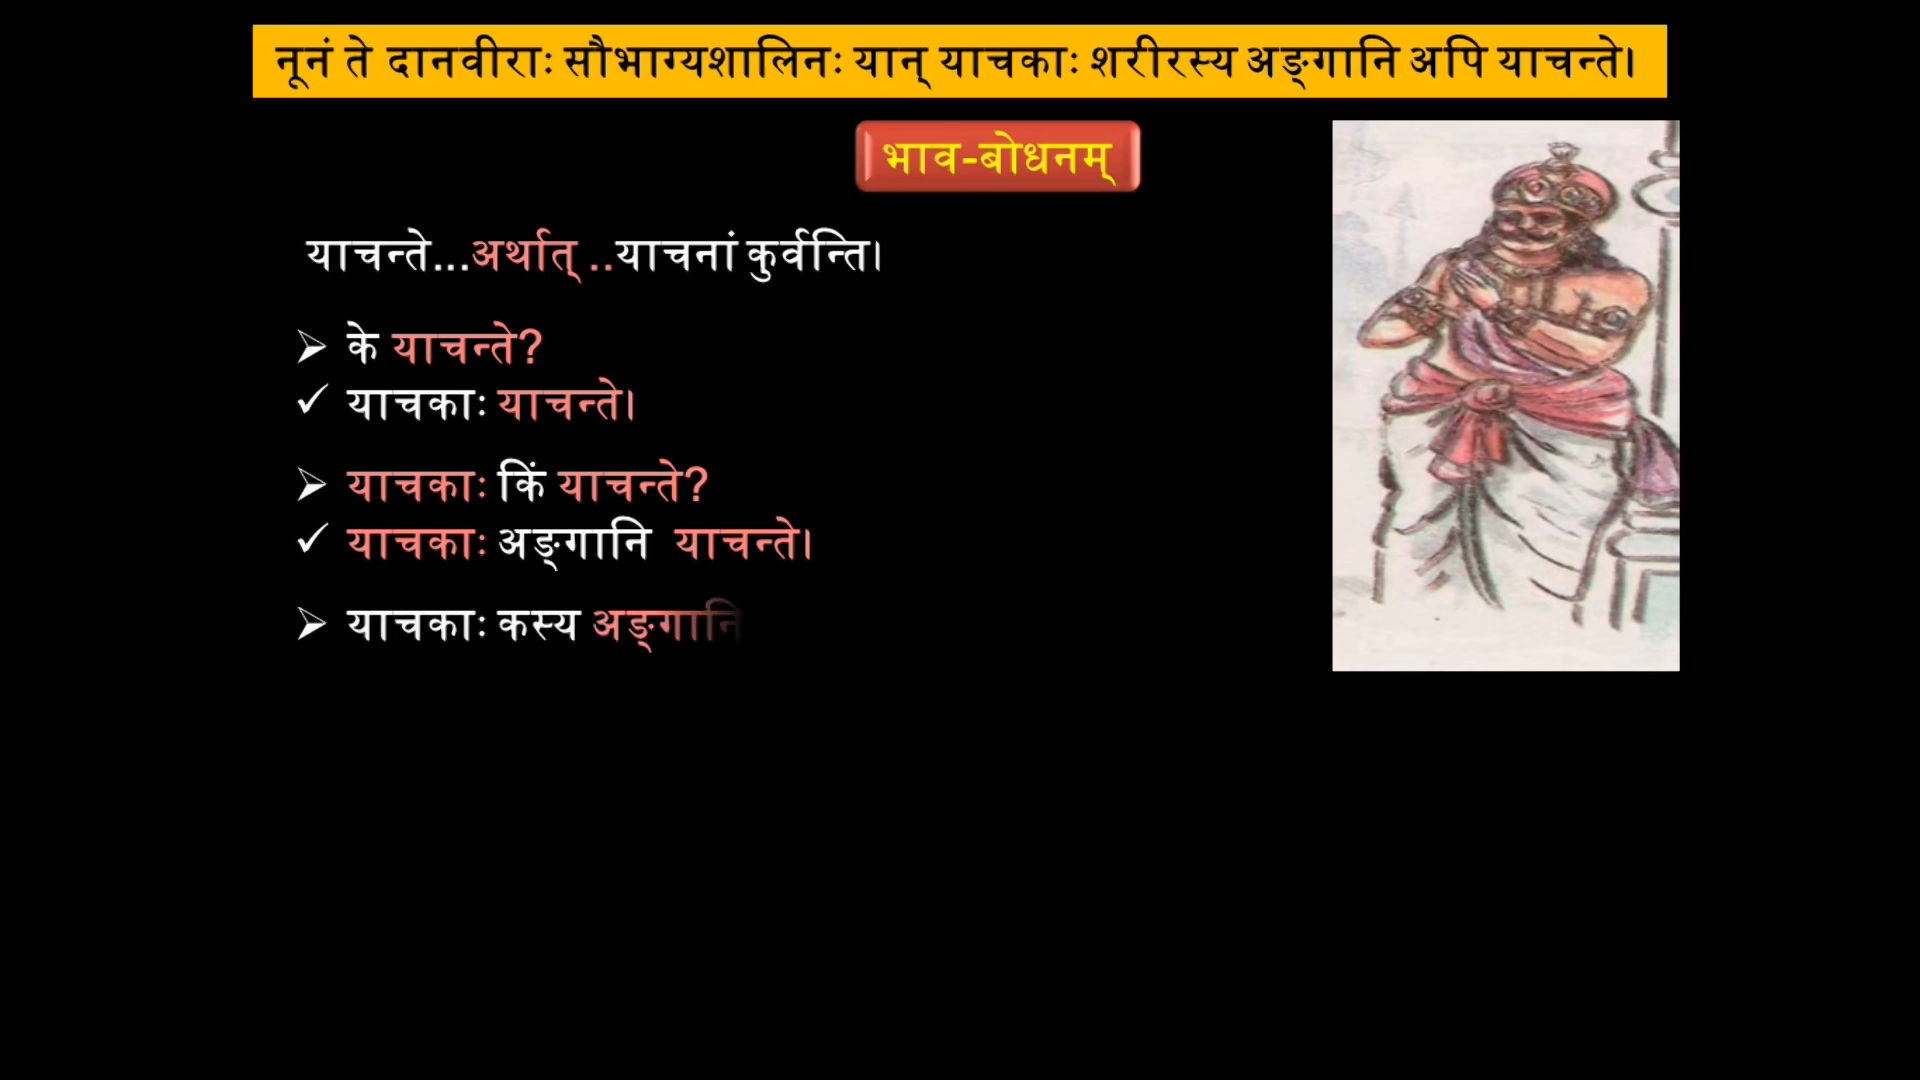 नूनं ते दानवीराः सौभाग्यशालिनः यान् याचकाः शरीरस्य अङ्गानि अपि याचन्ते।
भाव-बोधनम्
याचन्ते...अर्थात् ..याचनां कुर्वन्ति।
➢ के याचन्ते?
✓ याचकाः याचन्ते।
➢ याचकाः किं याचन्ते?
✓ याचकाः अङ्गानि याचन्ते।
➢ याचकाः कस्य अङ्गानि